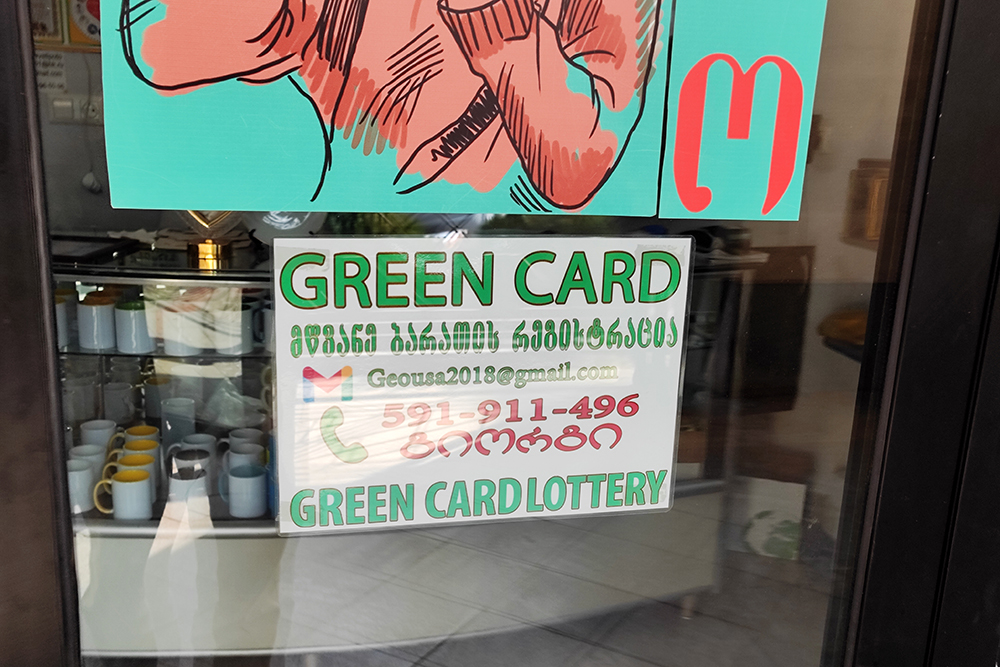 ო
GREEN CARD
მწვანე ბარათის რეგისტრაცია
Geousa2018@gmail.com
591-911-496
გიორგი
GREEN CARD LOTTERY